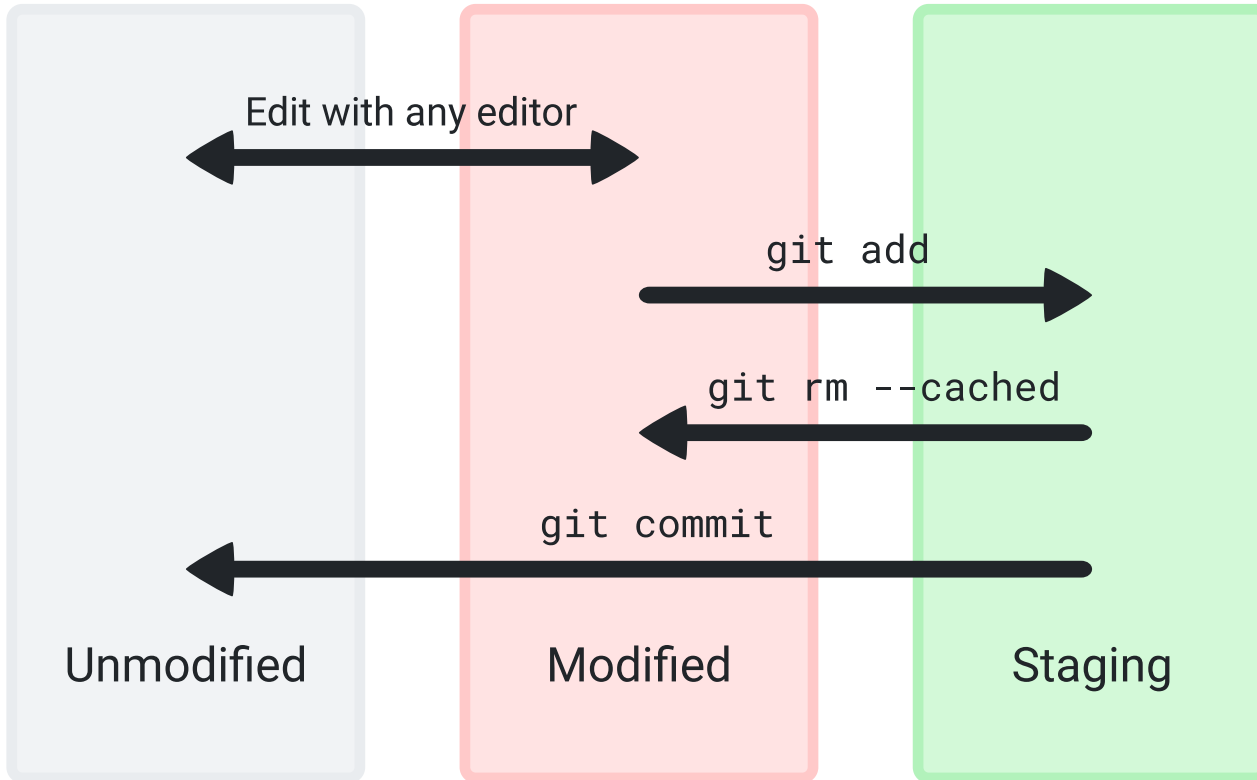 Edit with any editor
git add
git rm --cached
git commit
Unmodified
Modified
Staging